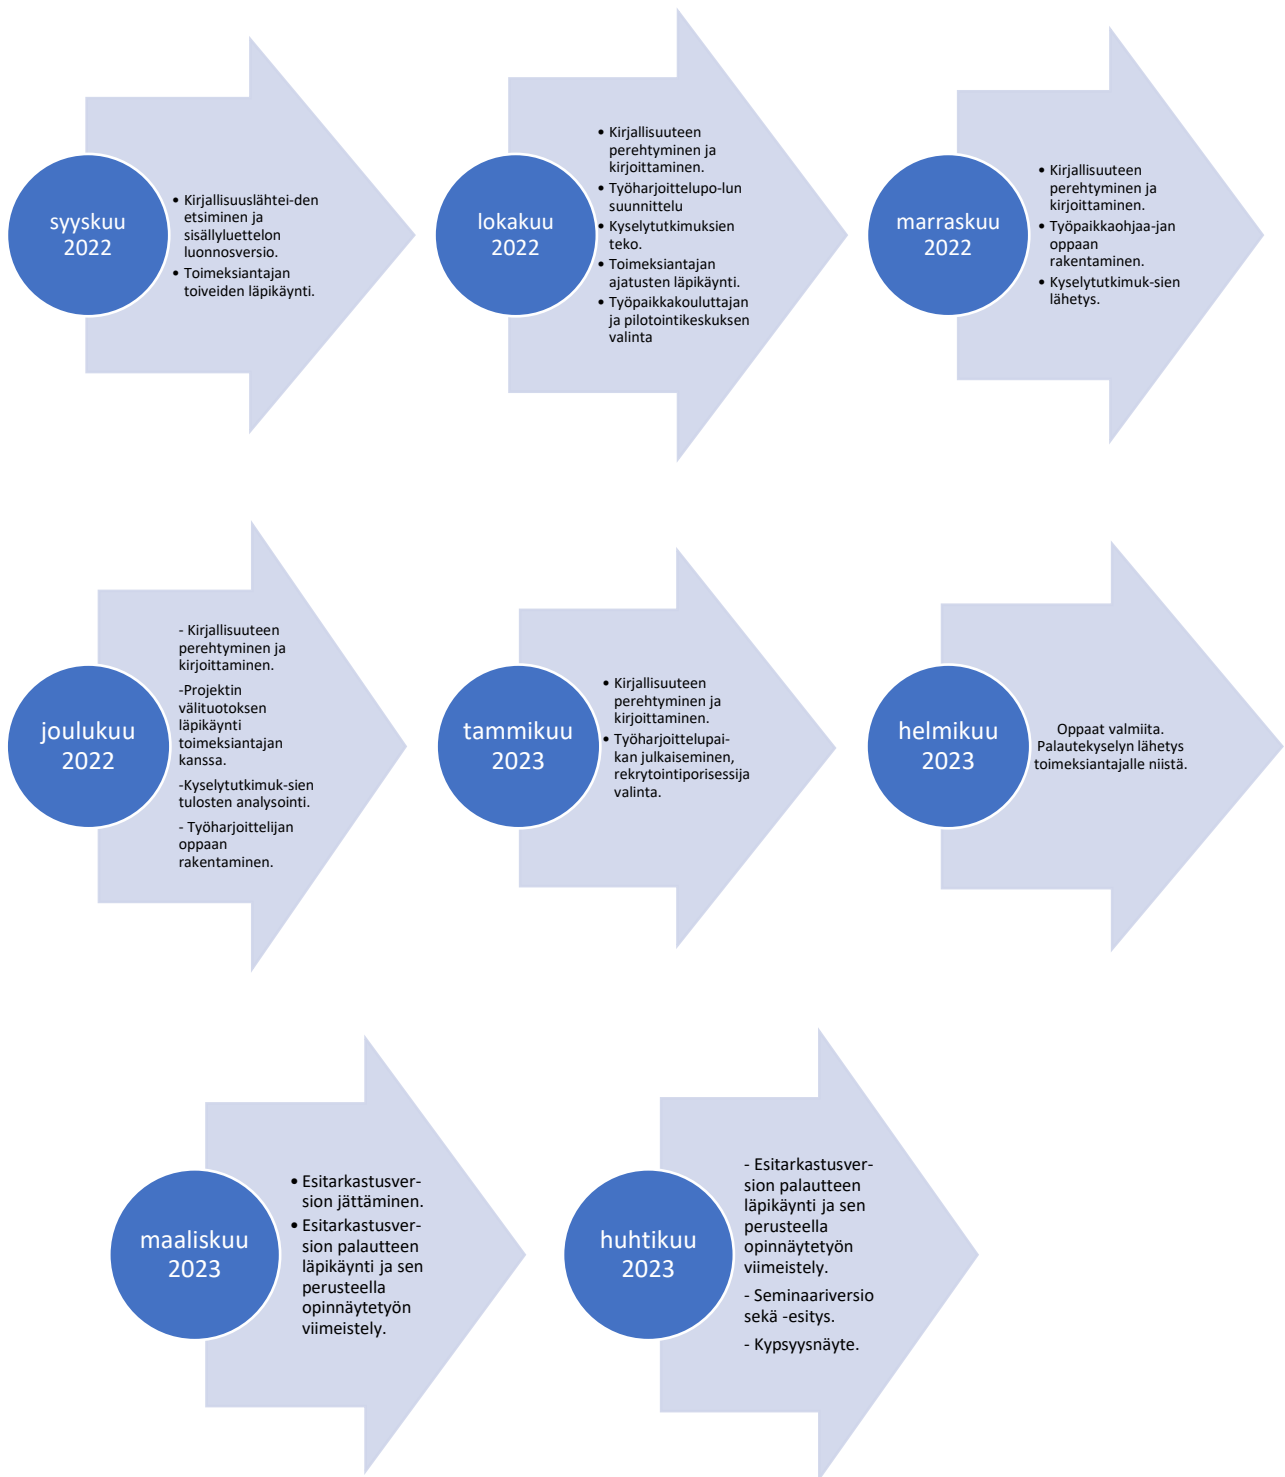 syyskuu
2022
• Kirjallisuuslähtei-den
etsiminen ja
sisällyluettelon
luonnosversio.
• Toimeksiantajan
toiveiden läpikäynti.
lokakuu
2022
• Kirjallisuuteen
perehtyminen ja
kirjoittaminen.
• Työharjoittelupo-lun
suunnittelu
• Kyselytutkimuksien
teko.
• Toimeksiantajan
ajatusten läpikäynti.
• Työpaikkakouluttajan
ja pilotointikeskuksen
valinta
marraskuu
2022
• Kirjallisuuteen
perehtyminen ja
kirjoittaminen.
• Työpaikkaohjaa-jan
oppaan
rakentaminen.
• Kyselytutkimuk-sien
lähetys.
joulukuu
2022
- Kirjallisuuteen
perehtyminen ja
kirjoittaminen.
-Projektin
välituotoksen
läpikäynti
toimeksiantajan
kanssa.
-Kyselytutkimuk-sien
tulosten analysointi.
- Työharjoittelijan
oppaan
rakentaminen.
tammikuu
2023
• Kirjallisuuteen
perehtyminen ja
kirjoittaminen.
• Työharjoittelupai-
kan julkaiseminen,
rekrytointiporisessija
valinta.
helmikuu
2023
Oppaat valmiita.
Palautekyselyn lähetys
toimeksiantajalle niistä.
maaliskuu
2023
• Esitarkastusver-
sion jättäminen.
• Esitarkastusver-
sion palautteen
läpikäynti ja sen
perusteella
opinnäytetyön
viimeistely.
huhtikuu
2023
- Esitarkastusver-
sion palautteen
läpikäynti ja sen
perusteella
opinnäytetyön
viimeistely.
- Seminaariversio
sekä -esitys.
- Kypsyysnäyte.